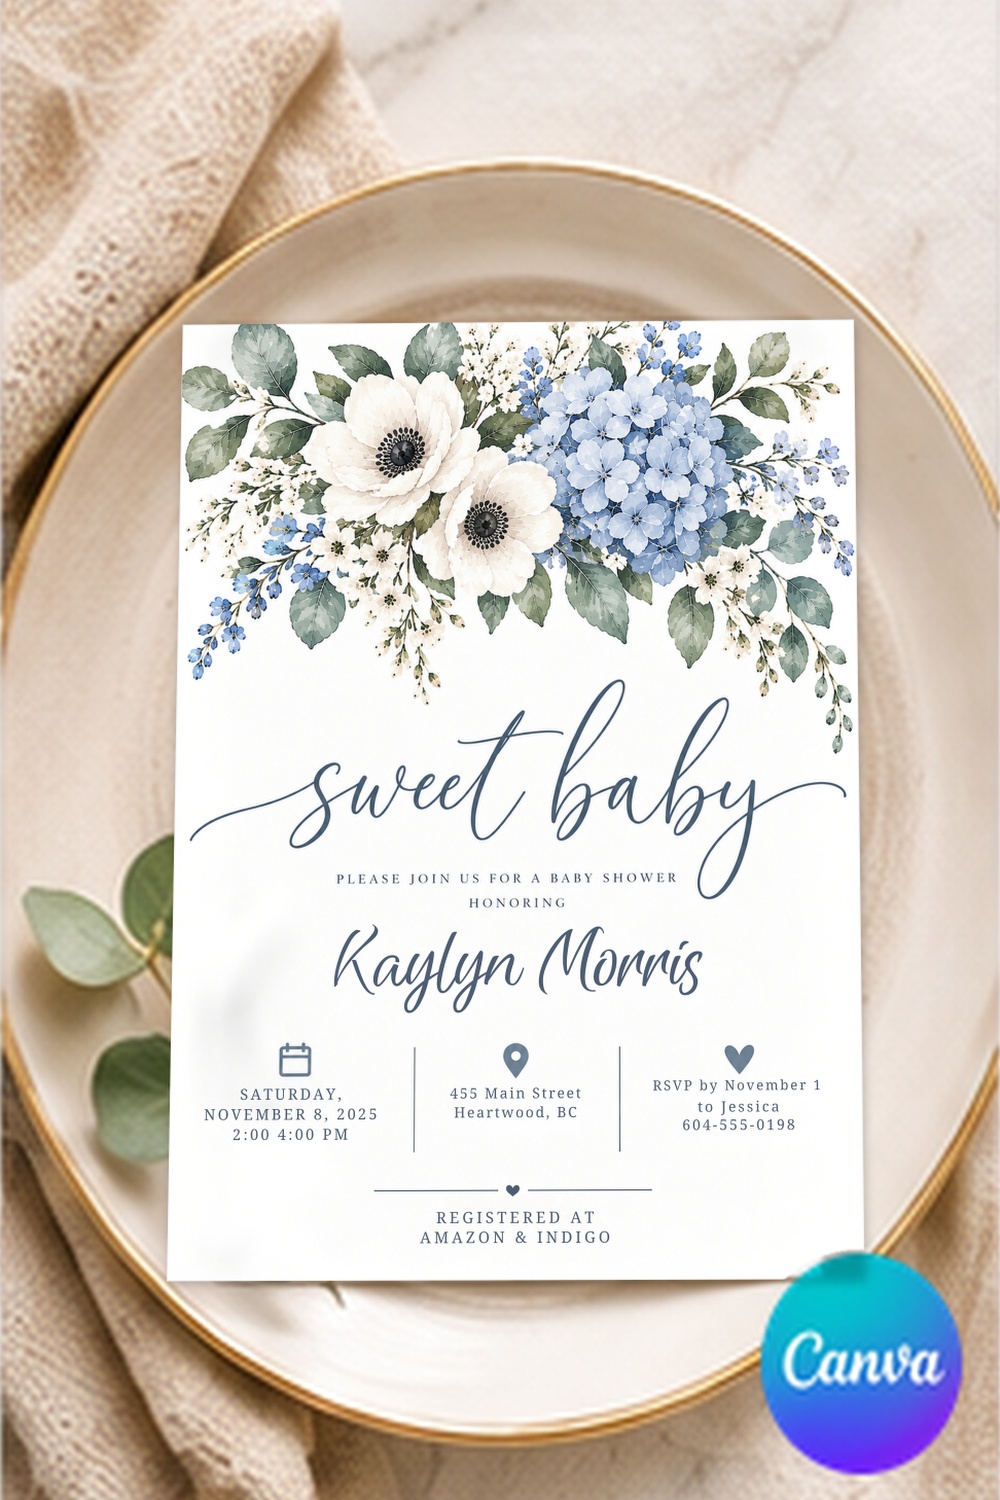 sweet baby
PLEASE JOIN US FOR A BABY SHOWER
HONORING
Kaylyn Morris
SATURDAY,
NOVEMBER 8, 2025
2:00 4:00 PM
455 Main Street
Heartwood, BC
RSVP by November 1
to Jessica
604-555-0198
REGISTERED AT
AMAZON & INDIGO
Canva